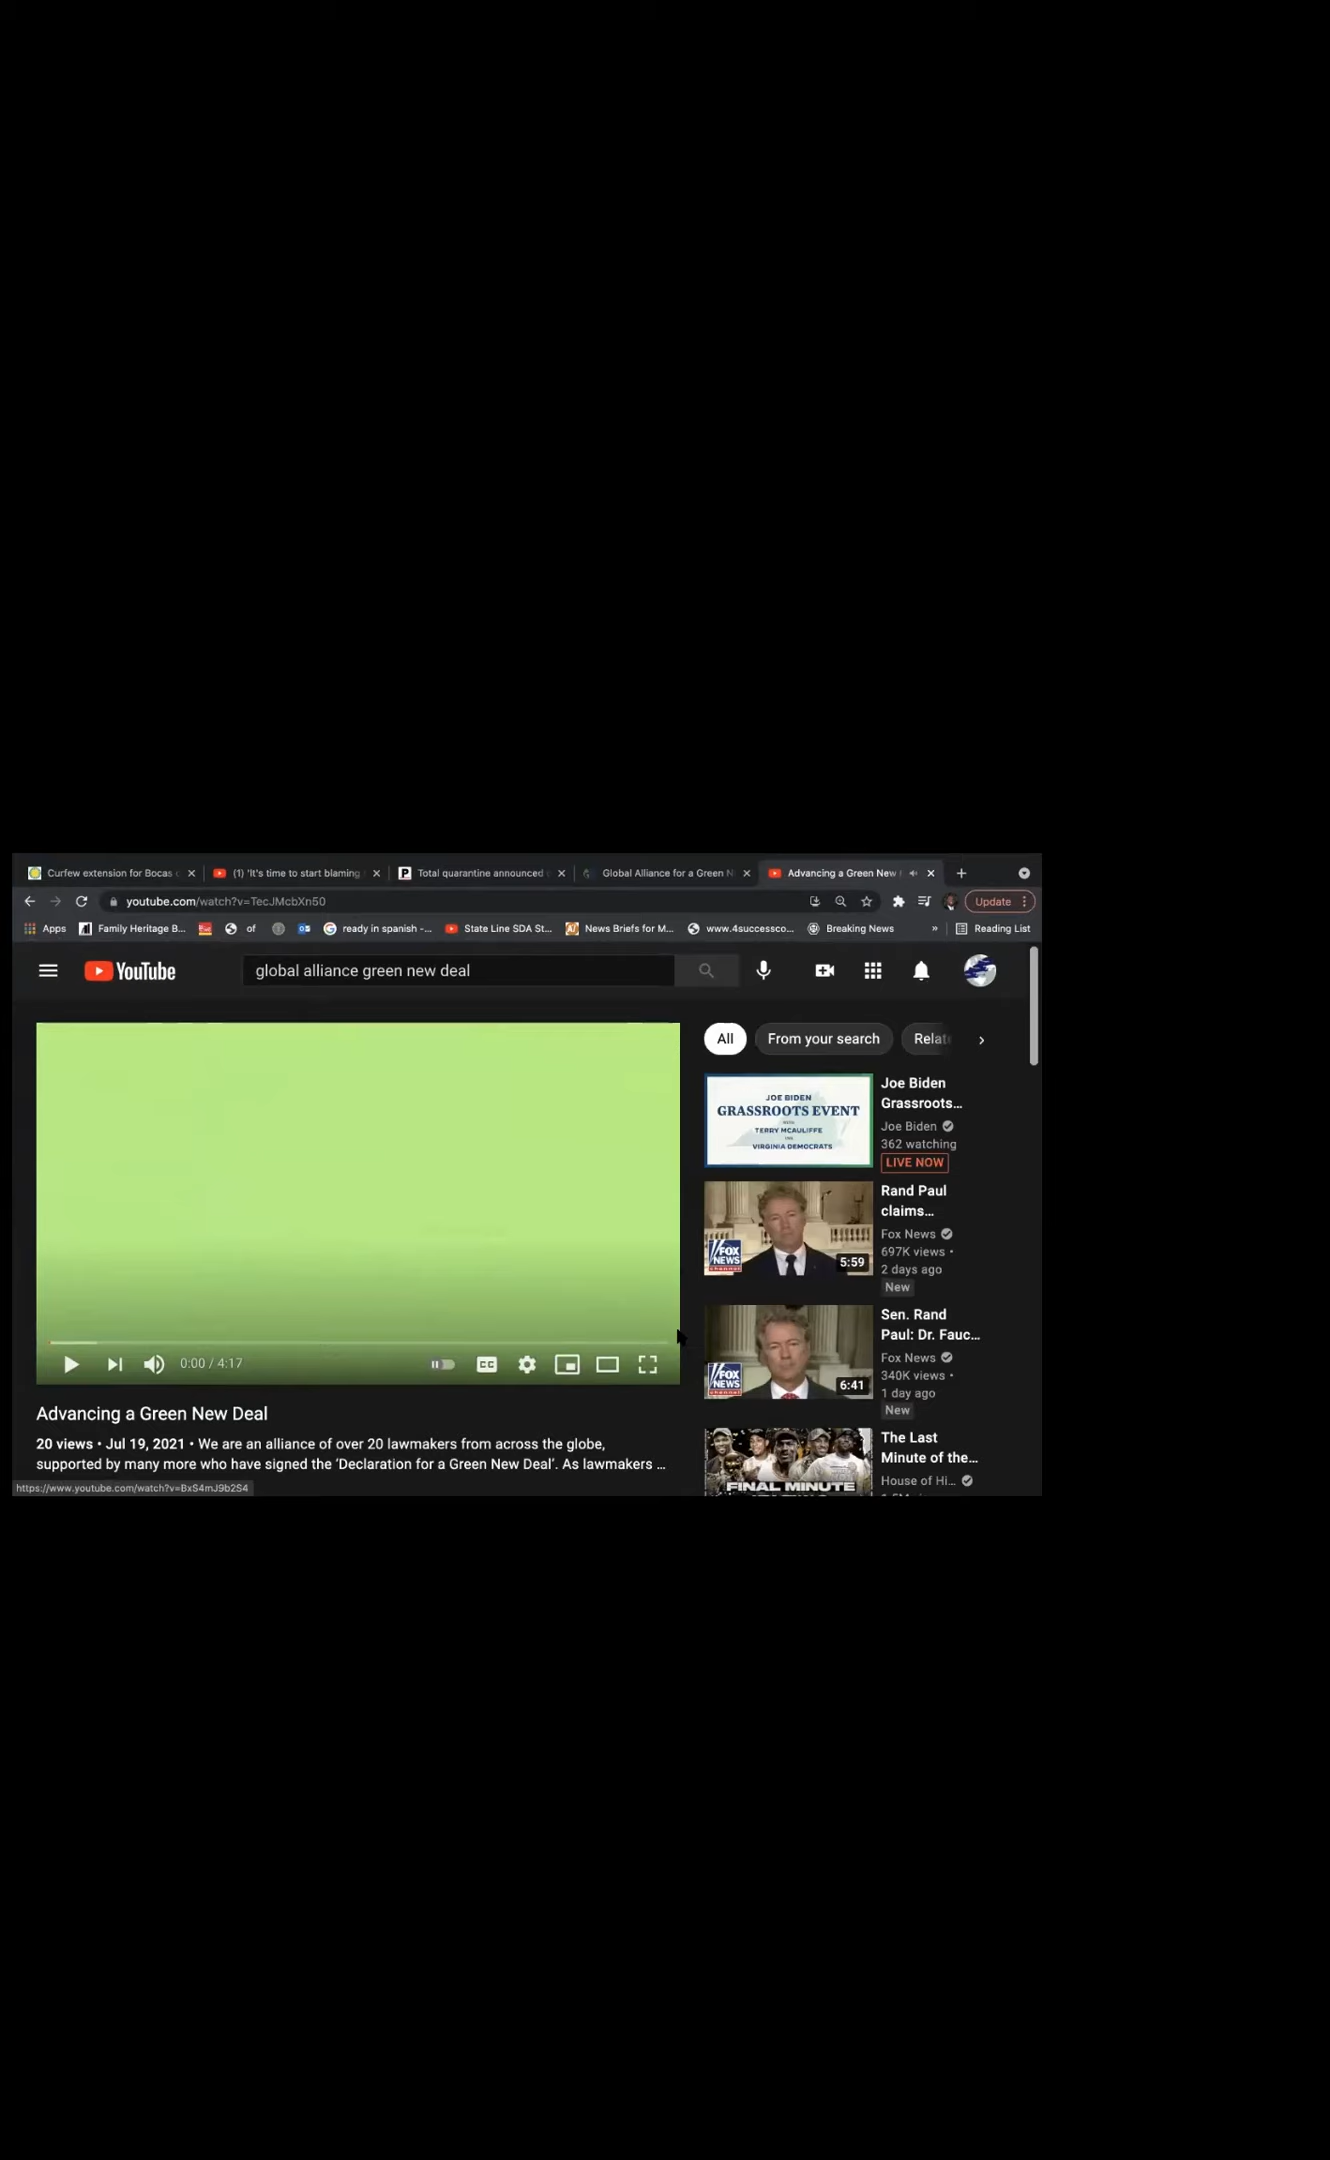 Curfew extension for Bocas
(1) 'It's time to start blaming
Total quarantine announced
Global Alliance for a Green N
Advancing a Green New
youtube.com/watch?v=TecJMcbXn50
Update
Apps
Family Heritage B...
of
ready in spanish -...
State Line SDA St...
News Briefs for M...
www.4successco...
Breaking News
»
Reading List
YouTube
global alliance green new deal
All
From your search
Relat
JOE BIDEN
GRASSROOTS EVENT
WITH
TERRY MCAULIFFE
AND
VIRGINIA DEMOCRATS
Joe Biden
Grassroots...
Joe Biden
362 watching
LIVE NOW
FOX
NEWS
channel
5:59
Rand Paul
claims...
Fox News
697K views •
2 days ago
New
FOX
NEWS
channel
6:41
Sen. Rand
Paul: Dr. Fauc...
Fox News
340K views •
1 day ago
New
FINAL MINUTE
The Last
Minute of the...
House of Hi...
0:00 / 4:17
CC
Advancing a Green New Deal
20 views • Jul 19, 2021 • We are an alliance of over 20 lawmakers from across the globe,
supported by many more who have signed the 'Declaration for a Green New Deal'. As lawmakers ...
https://www.youtube.com/watch?v=BxS4mJ9b2S4